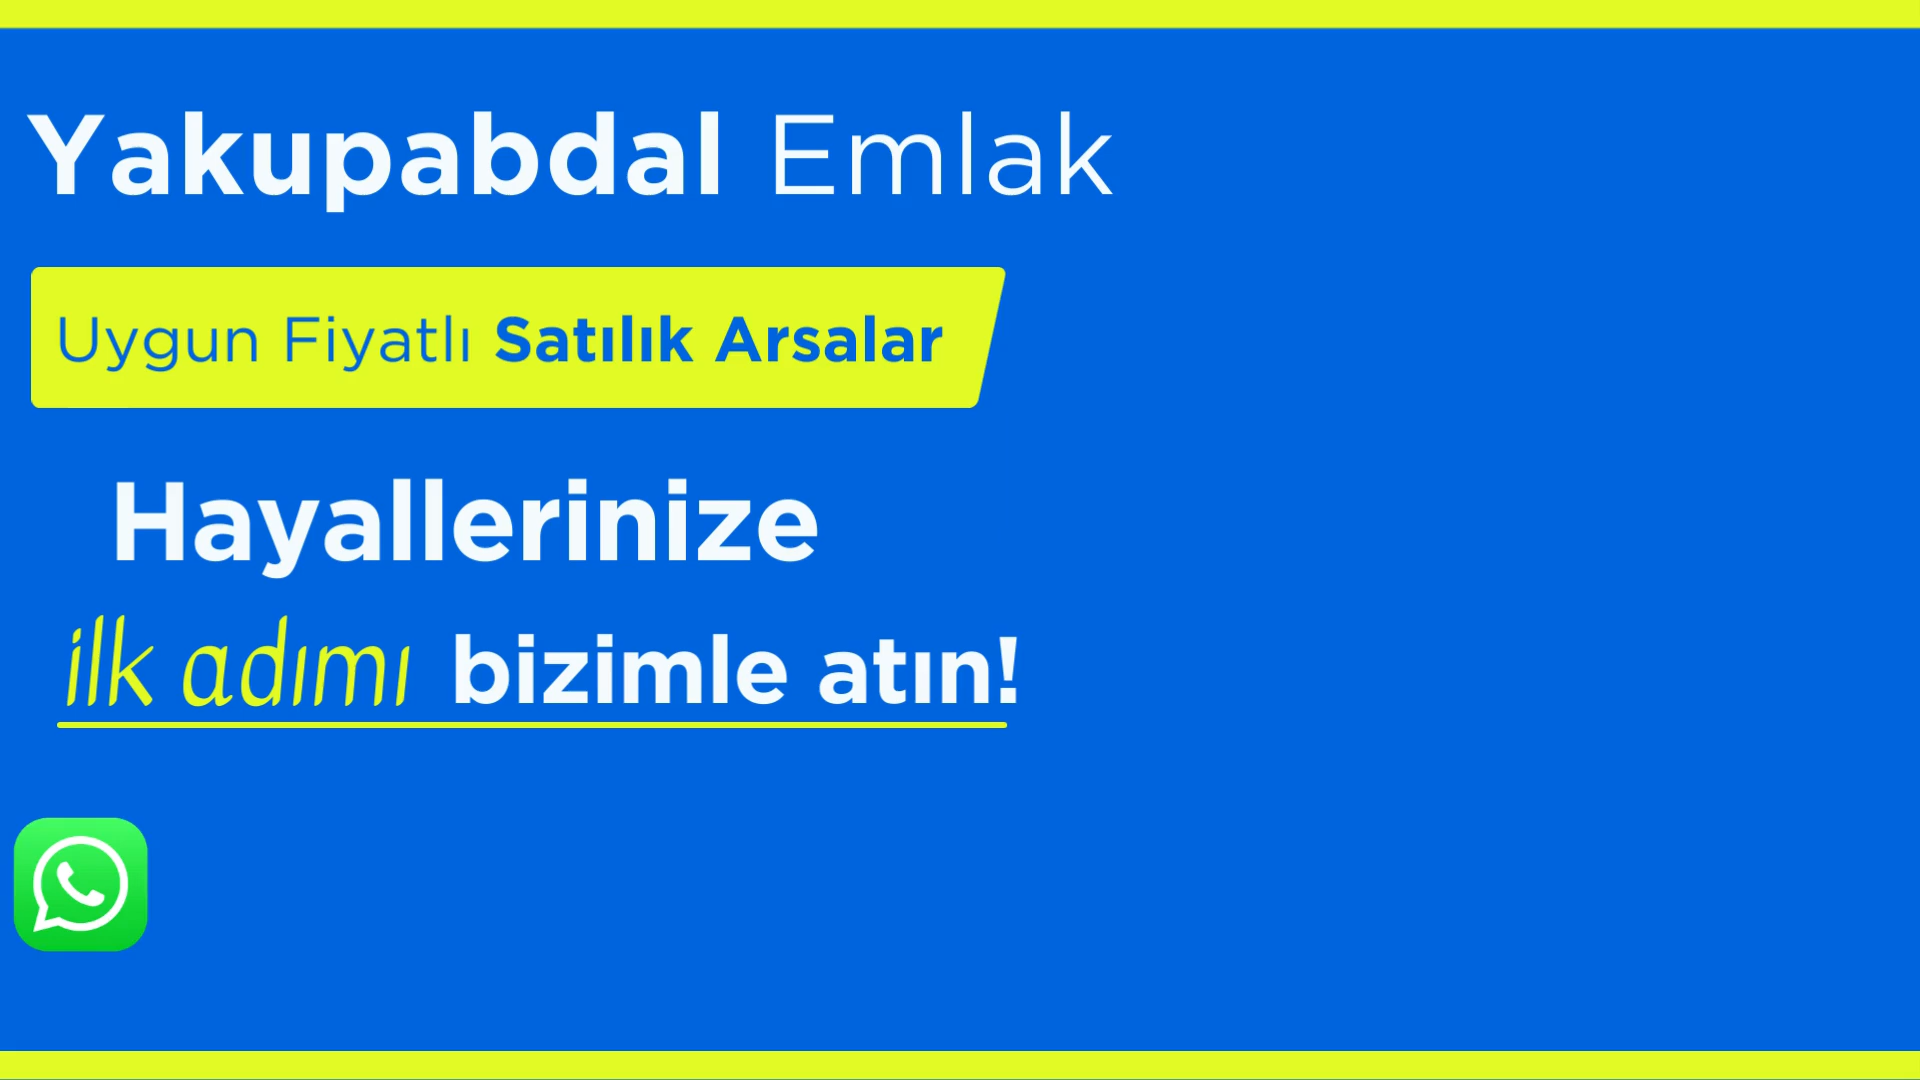 Yakupabdal Emlak
Uygun Fiyatlı Satılık Arsalar
Hayallerinize
ilk adımı bizimle atın!